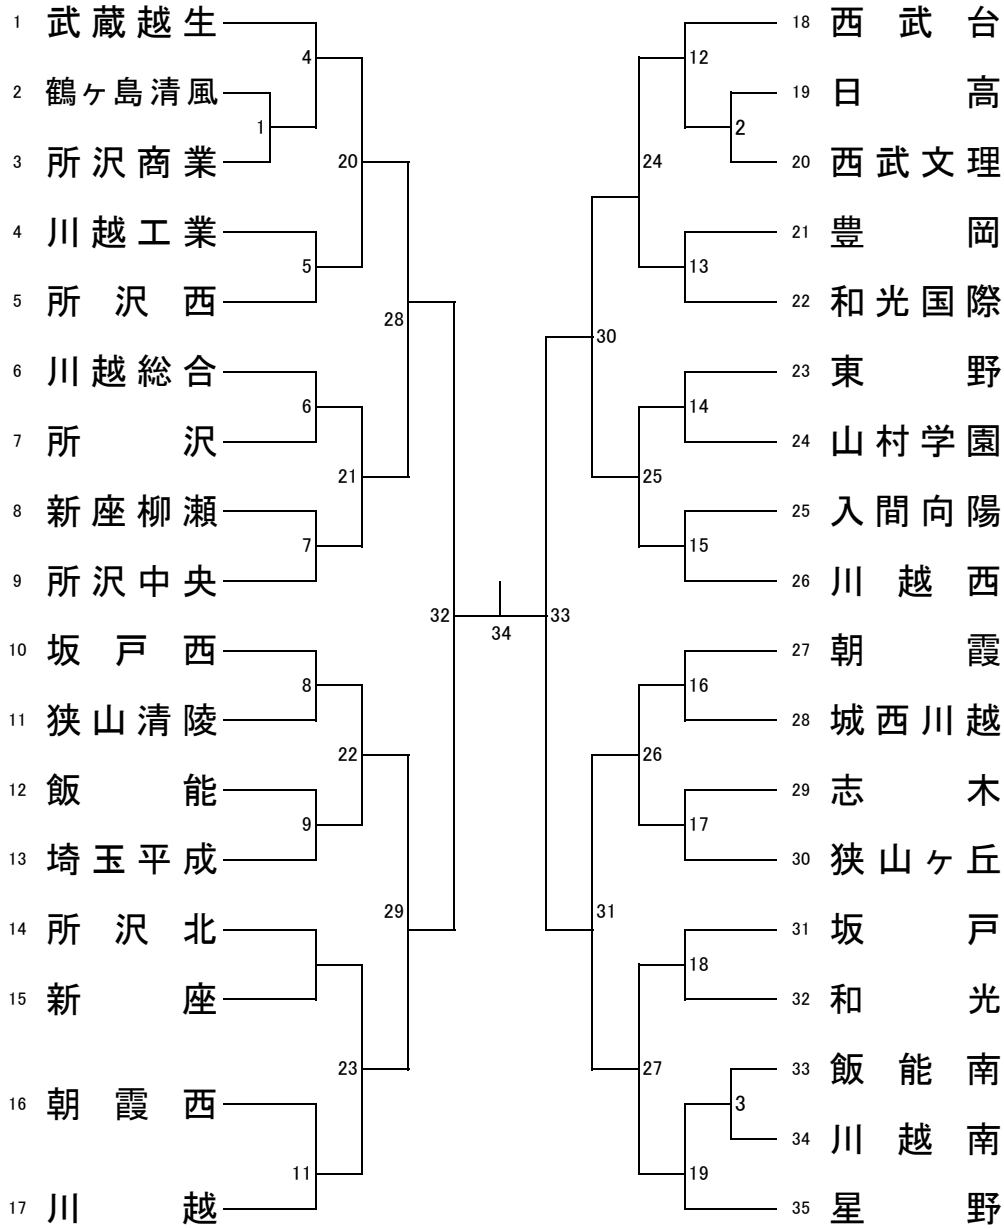 1 武蔵越生
2 鶴ヶ島清風
3 所沢商業
4 川越工業
5 所沢西
6 川越総合
7 所沢
8 新座柳瀬
9 所沢中央
10 坂戸西
11 狭山清陵
12 飯能
13 埼玉平成
14 所沢北
15 新座
16 朝霞西
17 川越
4
1
20
5
28
6
21
7
32
8
22
9
29
23
11
34
33
12
2
24
13
30
14
25
15
16
26
17
31
18
27
3
19
18 西武台
19 日高
20 西武文理
21 豊岡
22 和光国際
23 東野
24 山村学園
25 入間向陽
26 川越西
27 朝霞
28 城西川越
29 志木
30 狭山ヶ丘
31 坂戸
32 和光
33 飯能南
34 川越南
35 星野